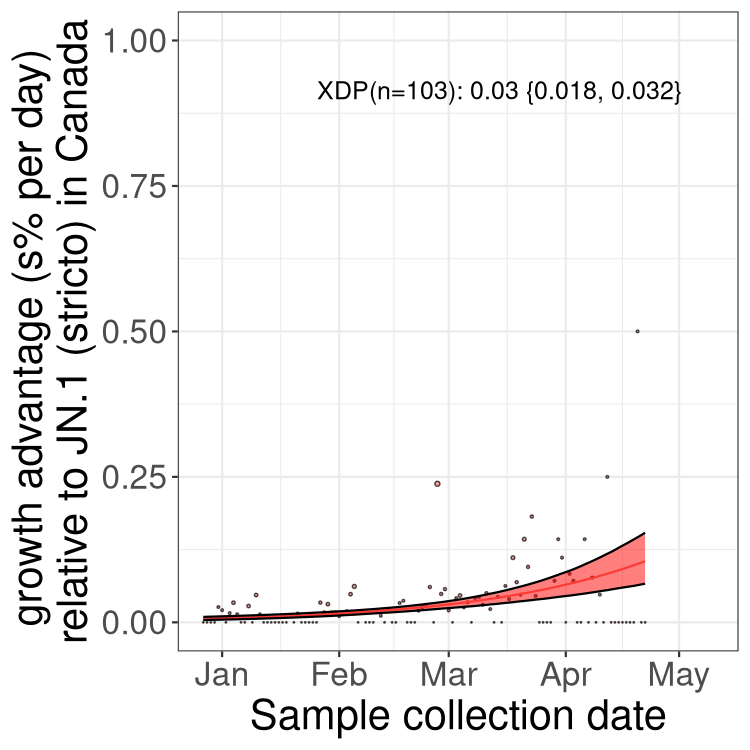 growth advantage (s% per day)
relative to JN.1 (stricto) in Canada
1.00
0.75
0.50
0.25
0.00
XDP(n=103): 0.03 {0.018, 0.032}
Jan Feb Mar Apr May
Sample collection date